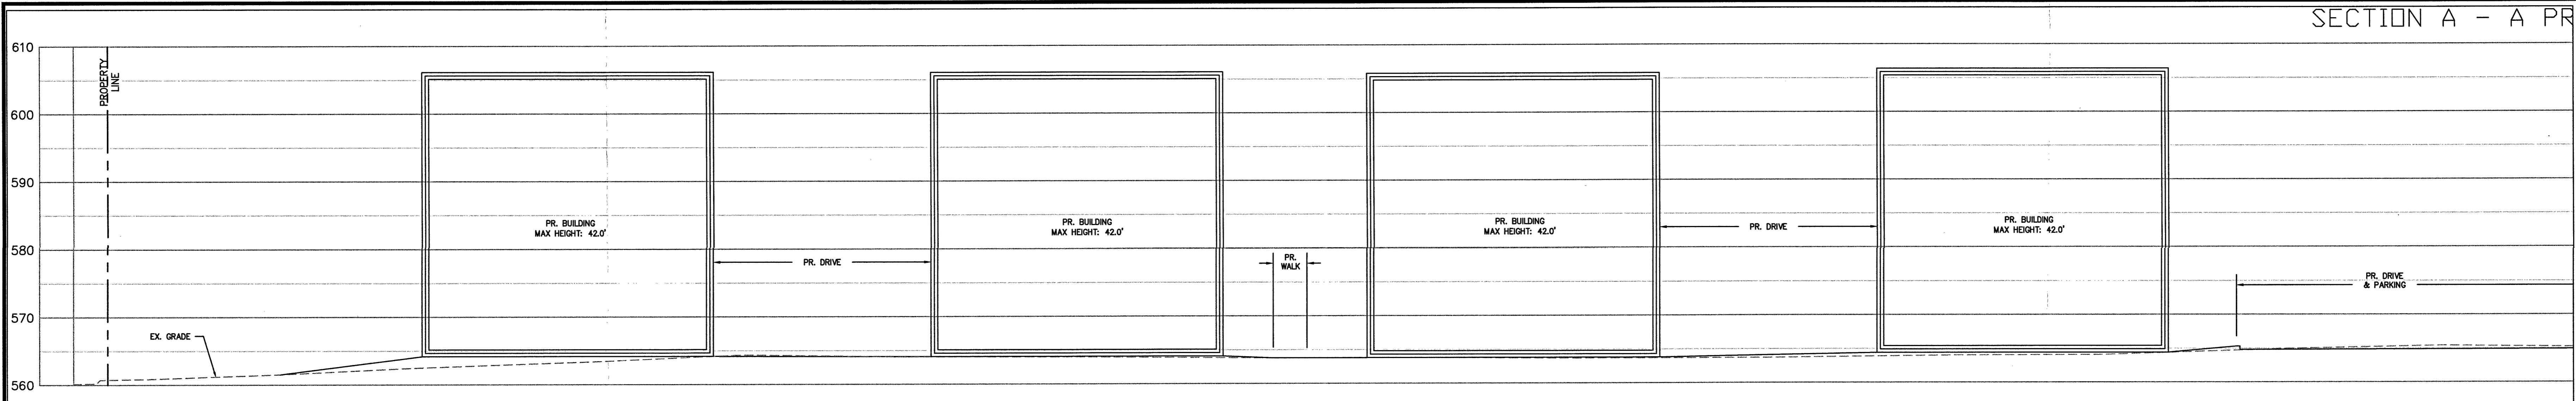 SECTION A - A PR
610
600
590
580
570
560
PROPERTY
LINE
EX. GRADE
PR. BUILDING
MAX HEIGHT: 42.0'
PR. DRIVE
PR. BUILDING
MAX HEIGHT: 42.0'
PR.
WALK
PR. BUILDING
MAX HEIGHT: 42.0'
PR. DRIVE
PR. BUILDING
MAX HEIGHT: 42.0'
PR. DRIVE
& PARKING